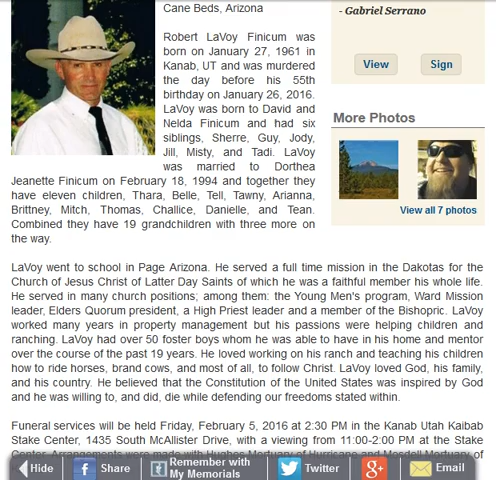 Cane Beds, Arizona
Robert LaVoy Finicum was
born on January 27, 1961 in
Kanab, UT and was murdered
the day before his 55th
birthday on January 26, 2016.
LaVoy was born to David and
Nelda Finicum and had six
siblings, Sherre, Guy, Jody,
Jill, Misty, and Tadi. LaVoy
was married to Dorthea
Jeanette Finicum on February 18, 1994 and together they
have eleven children, Thara, Belle, Tell, Tawny, Arianna,
Brittney, Mitch, Thomas, Challice, Danielle, and Tean.
Combined they have 19 grandchildren with three more on
the way.
- Gabriel Serrano
View
Sign
More Photos
View all 7 photos
LaVoy went to school in Page Arizona. He served a full time mission in the Dakotas for the
Church of Jesus Christ of Latter Day Saints of which he was a faithful member his whole life.
He served in many church positions; among them: the Young Men's program, Ward Mission
leader, Elders Quorum president, a High Priest leader and a member of the Bishopric. LaVoy
worked many years in property management but his passions were helping children and
ranching. LaVoy had over 50 foster boys whom he was able to have in his home and mentor
over the course of the past 19 years. He loved working on his ranch and teaching his children
how to ride horses, brand cows, and most of all, to follow Christ. LaVoy loved God, his family,
and his country. He believed that the Constitution of the United States was inspired by God
and he was willing to, and did, die while defending our freedoms stated within.
Funeral services will be held Friday, February 5, 2016 at 2:30 PM in the Kanab Utah Kaibab
Stake Center, 1435 South McAllister Drive, with a viewing from 11:00-2:00 PM at the Stake
Center. Arrangements were made with Hughes Mortuary of Hurricane and Mosdell Mortuary of
Hide
Share
Remember with
My Memorials
Twitter
g+
Email